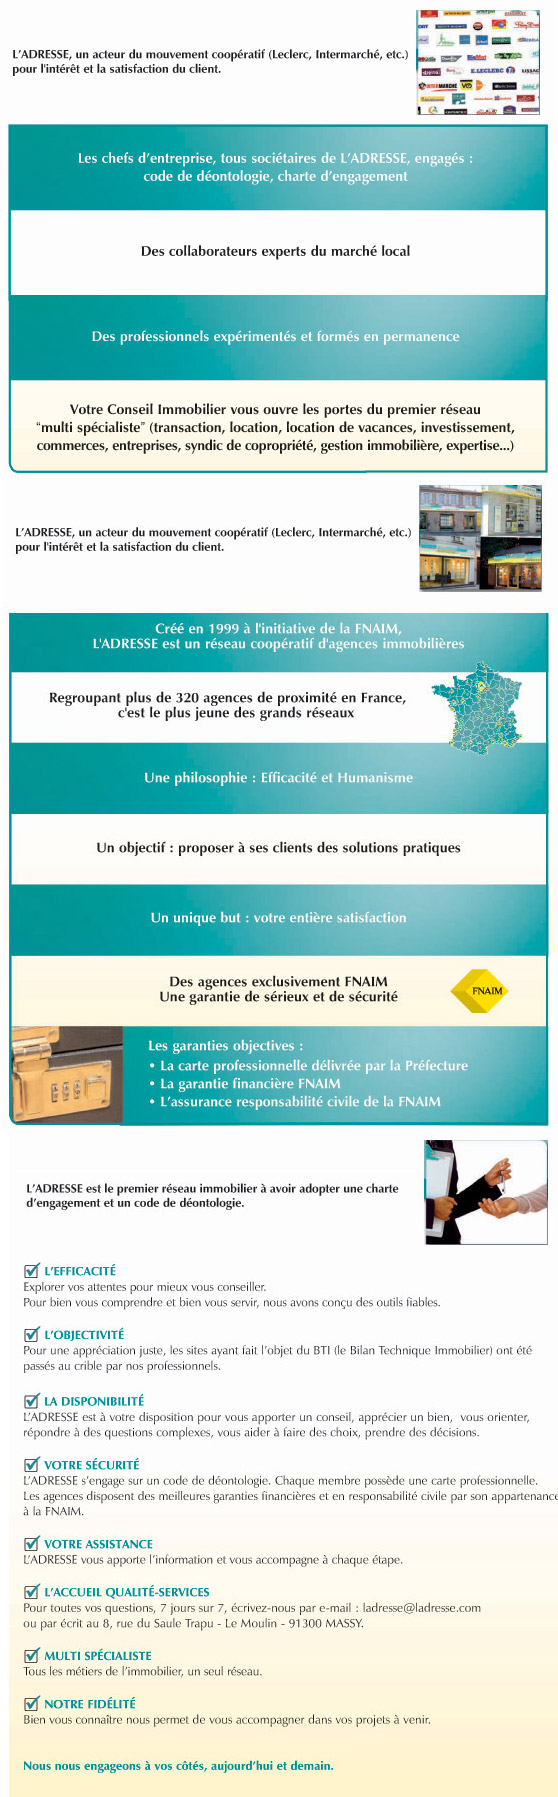 L'ADRESSE, un acteur du mouvement coopératif (Leclerc, Intermarché, etc.)
pour l'intérêt et la satisfaction du client.
E.LECLERC
INTERMARCHE
Les chefs d'entreprise, tous sociétaires de L'ADRESSE, engagés :
code de déontologie, charte d'engagement
Des collaborateurs experts du marché local
Des professionnels expérimentés et formés en permanence
Votre Conseil Immobilier vous ouvre les portes du premier réseau
“multi spécialiste” (transaction, location, location de vacances, investissement,
commerces, entreprises, syndic de copropriété, gestion immobilière, expertise...)
L'ADRESSE, un acteur du mouvement coopératif (Leclerc, Intermarché, etc.)
pour l'intérêt et la satisfaction du client.
Créé en 1999 à l'initiative de la FNAIM,
L'ADRESSE est un réseau coopératif d'agences immobilières
Regroupant plus de 320 agences de proximité en France,
c'est le plus jeune des grands réseaux
Une philosophie : Efficacité et Humanisme
Un objectif : proposer à ses clients des solutions pratiques
Un unique but : votre entière satisfaction
Des agences exclusivement FNAIM
Une garantie de sérieux et de sécurité
FNAIM
Les garanties objectives :
• La carte professionnelle délivrée par la Préfecture
• La garantie financière FNAIM
• L'assurance responsabilité civile de la FNAIM
L'ADRESSE est le premier réseau immobilier à avoir adopter une charte
d'engagement et un code de déontologie.
L'EFFICACITÉ
Explorer vos attentes pour mieux vous conseiller.
Pour bien vous comprendre et bien vous servir, nous avons conçu des outils fiables.
L'OBJECTIVITÉ
Pour une appréciation juste, les sites ayant fait l'objet du BTI (le Bilan Technique Immobilier) ont été
passés au crible par nos professionnels.
LA DISPONIBILITÉ
L'ADRESSE est à votre disposition pour vous apporter un conseil, apprécier un bien, vous orienter,
répondre à des questions complexes, vous aider à faire des choix, prendre des décisions.
VOTRE SÉCURITÉ
L'ADRESSE s'engage sur un code de déontologie. Chaque membre possède une carte professionnelle.
Les agences disposent des meilleures garanties financières et en responsabilité civile par son appartenance
à la FNAIM.
VOTRE ASSISTANCE
L'ADRESSE vous apporte l'information et vous accompagne à chaque étape.
L'ACCUEIL QUALITÉ-SERVICES
Pour toutes vos questions, 7 jours sur 7, écrivez-nous par e-mail : ladresse@ladresse.com
ou par écrit au 8, rue du Saule Trapu - Le Moulin - 91300 MASSY.
MULTI SPÉCIALISTE
Tous les métiers de l'immobilier, un seul réseau.
NOTRE FIDÉLITÉ
Bien vous connaître nous permet de vous accompagner dans vos projets à venir.
Nous nous engageons à vos côtés, aujourd'hui et demain.